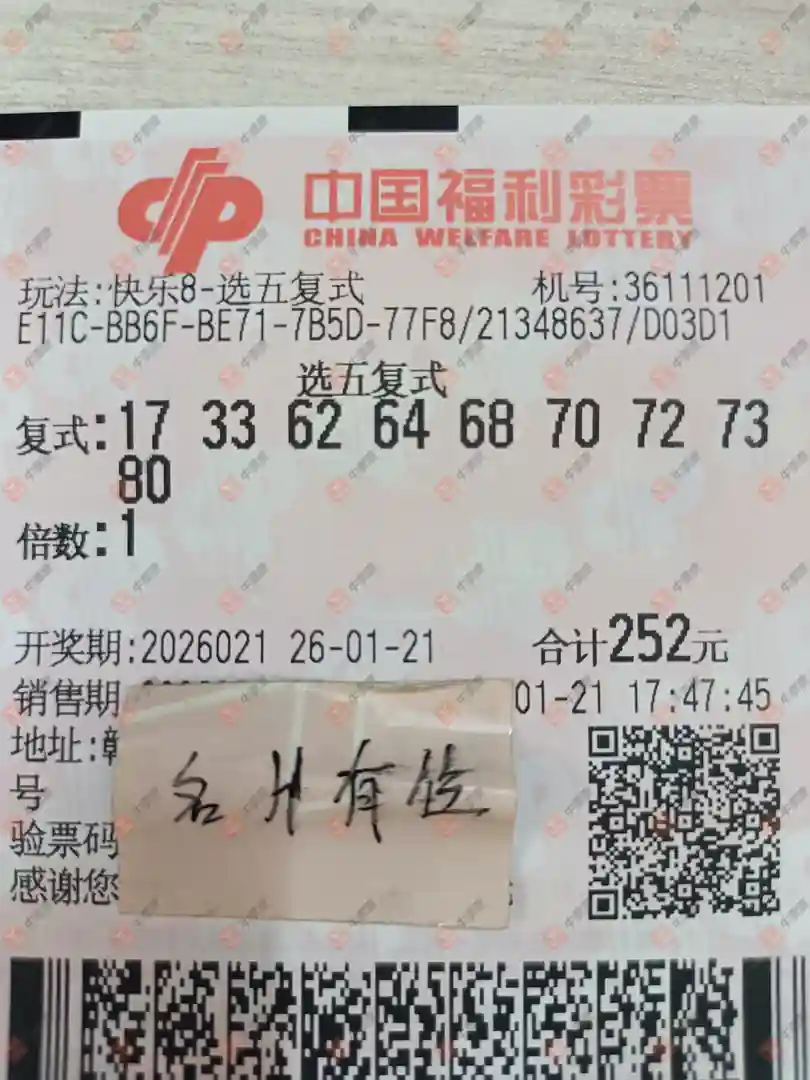 中国福利彩票
CHINA WELFARE LOTTERY
玩法:快乐8-选五复式 机号:36111201
E11C-BB6F-BE71-7B5D-77F8/21348637/D03D1
选五复式
复式:17 33 62 64 68 70 72 73
80
倍数:1
开奖期:2026021 26-01-21 合计252元
销售期 01-21 17:47:45
地址:
名片有
号
验票码
感谢您